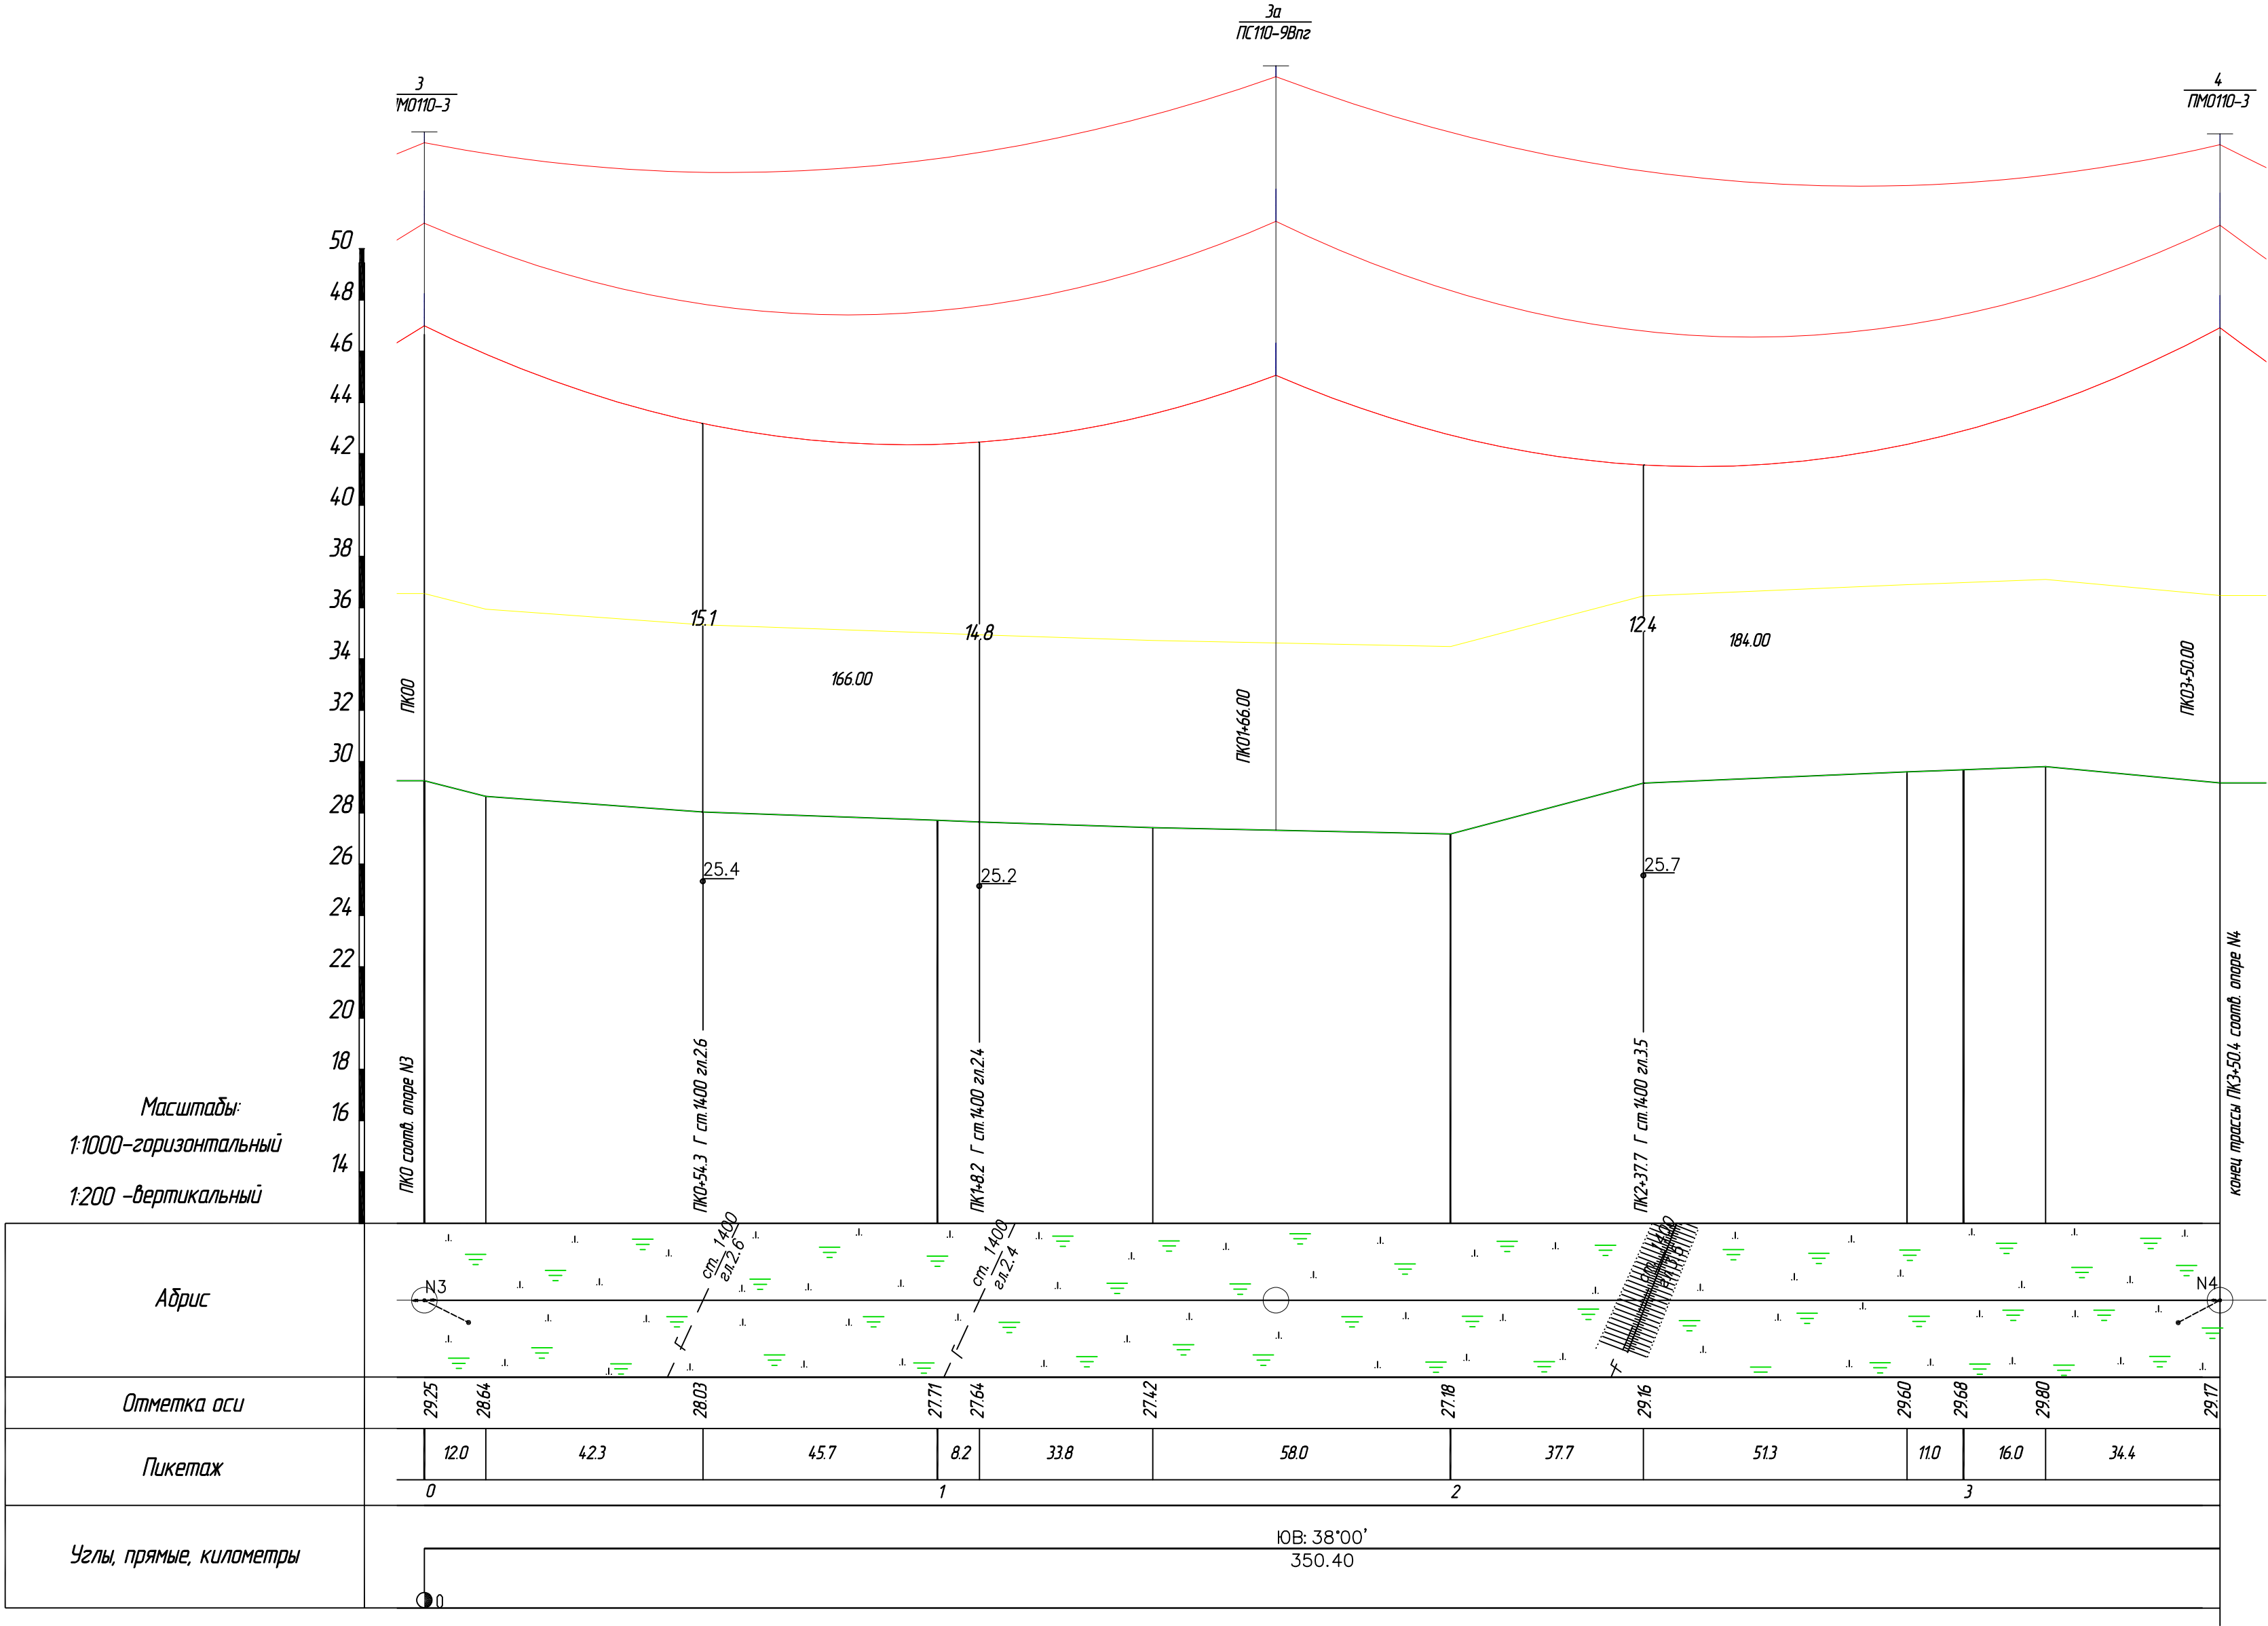 3а
ПС110-9Впг
3
ПМ0110-3
4
ПМ0110-3
50
48
46
44
42
40
38
36
34
32
30
28
26
24
22
20
18
16
14
15.1
14.8
12.4
166.00
184.00
ПК00
ПК01+66.00
ПК03+50.00
25.4
25.2
25.7
ПК0 соотв. опоре N3
ПК0+54.3 Г ст.1400 гл.2.6
ПК1+8.2 Г ст.1400 гл.2.4
ПК2+37.7 Г ст.1400 гл.3.5
конец трассы ПК3+50.4 соотв. опоре N4
Масштабы:
1:1000-горизонтальный
1:200 -вертикальный
Абрис
N3
ст. 1400
гл.2.6
ст. 1400
гл.2.4
N4
Отметка оси
29.25 28.64 28.03 27.71 27.64 27.42 27.18 29.16 29.60 29.68 29.80 29.17
Пикетаж
12.0 42.3 45.7 8.2 33.8 58.0 37.7 51.3 11.0 16.0 34.4
0 1 2 3
Углы, прямые, километры
ЮВ: 38°00'
350.40
0